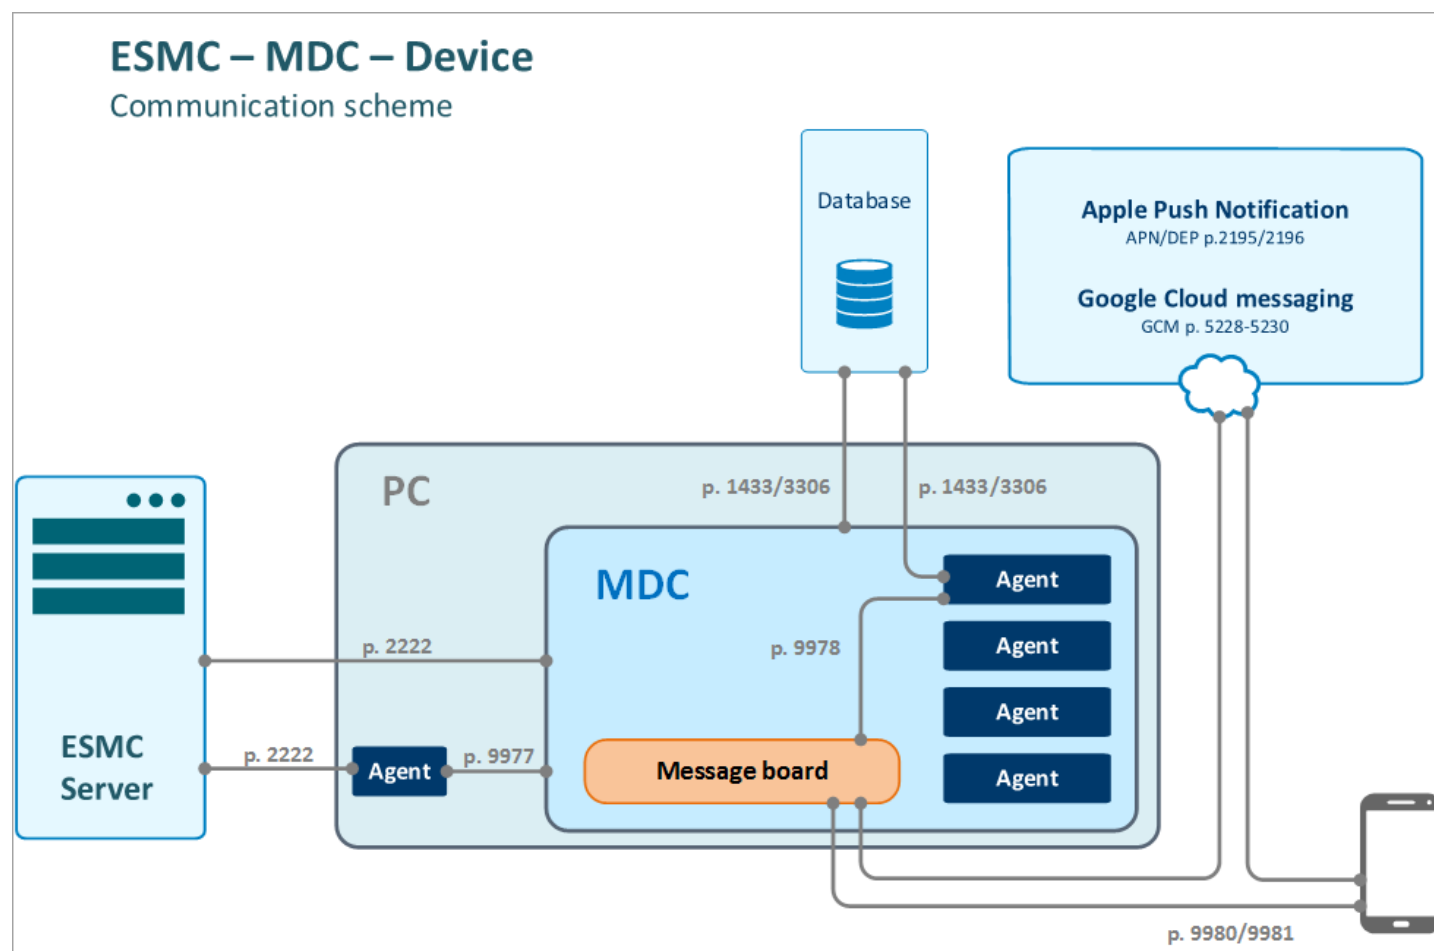 ESMC – MDC – Device
Communication scheme
Database
Apple Push Notification
APN/DEP p.2195/2196
Google Cloud messaging
GCM p. 5228-5230
PC
p. 1433/3306
p. 1433/3306
MDC
Agent
p. 2222
p. 9978
Agent
Agent
ESMC
Server
p. 2222
Agent
p. 9977
Message board
Agent
p. 9980/9981